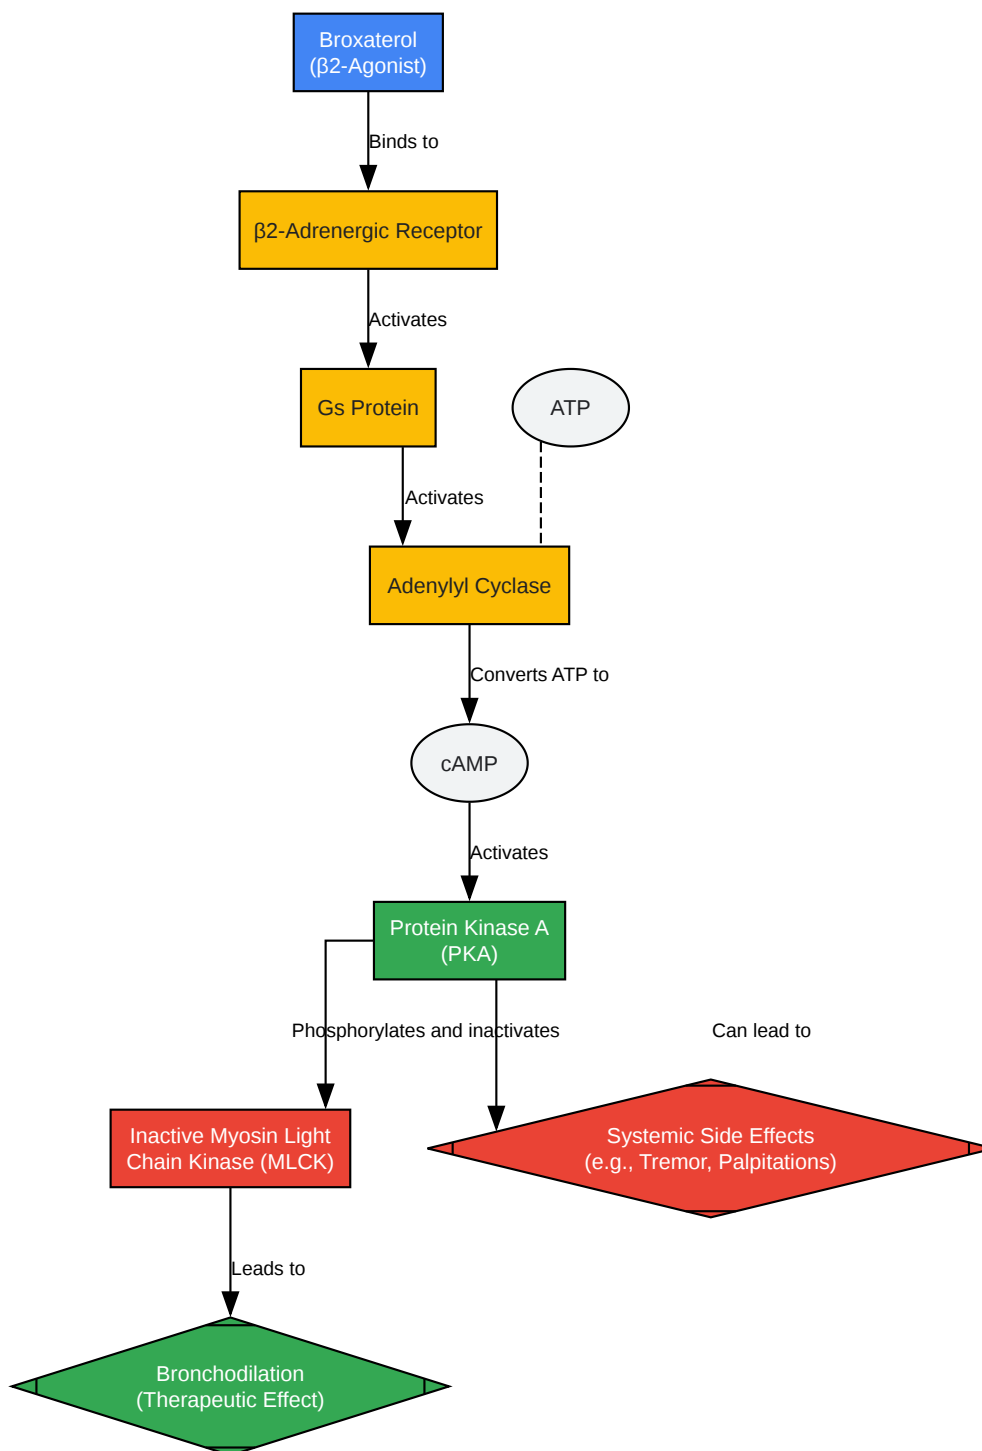 Broxaterol
(β2-Agonist)
Binds to
β2-Adrenergic Receptor
Activates
Gs Protein
ATP
Activates
Adenylyl Cyclase
Converts ATP to
cAMP
Activates
Protein Kinase A
(PKA)
Phosphorylates and inactivates
Can lead to
Inactive Myosin Light
Chain Kinase (MLCK)
Systemic Side Effects
(e.g., Tremor, Palpitations)
Leads to
Bronchodilation
(Therapeutic Effect)